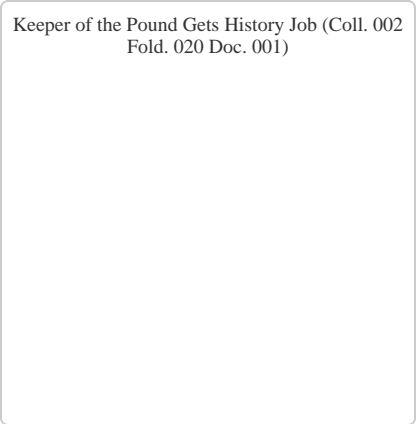 Keeper of the Pound Gets History Job (Coll. 002
Fold. 020 Doc. 001)